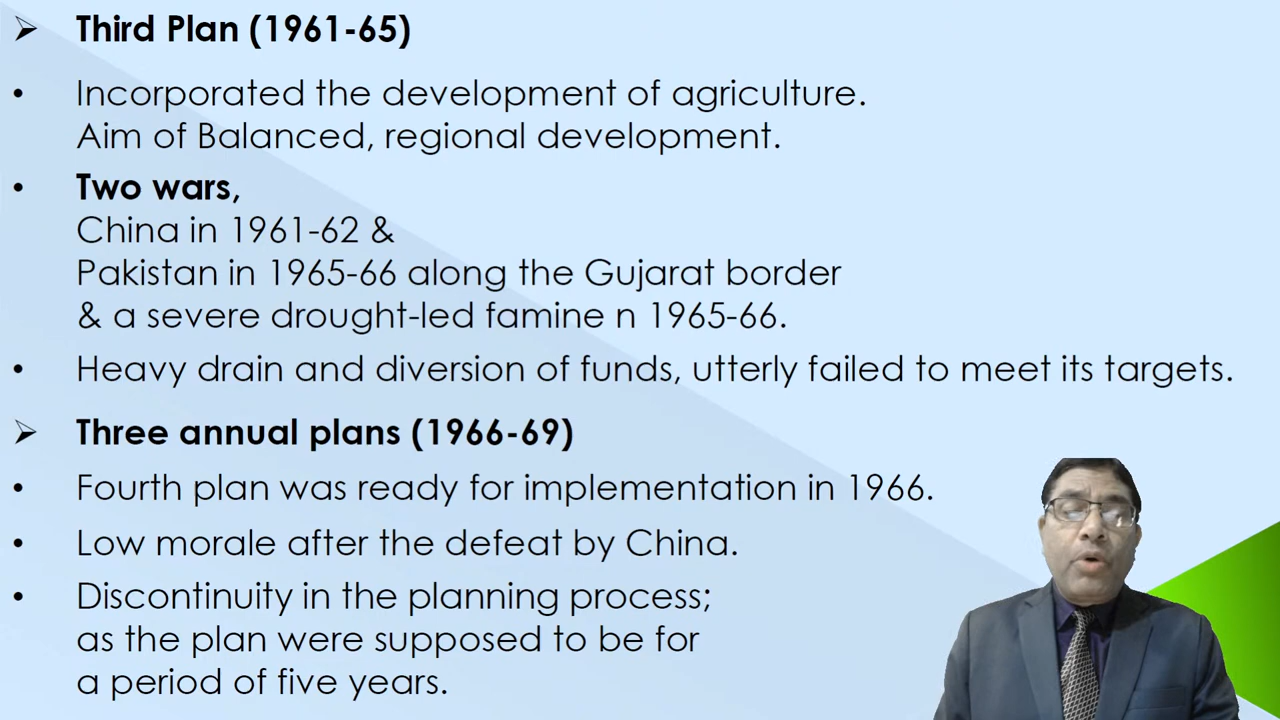 ➢ Third Plan (1961-65)
• Incorporated the development of agriculture.
Aim of Balanced, regional development.
• Two wars,
China in 1961-62 &
Pakistan in 1965-66 along the Gujarat border
& a severe drought-led famine n 1965-66.
• Heavy drain and diversion of funds, utterly failed to meet its targets.
➢ Three annual plans (1966-69)
• Fourth plan was ready for implementation in 1966.
• Low morale after the defeat by China.
• Discontinuity in the planning process;
as the plan were supposed to be for
a period of five years.